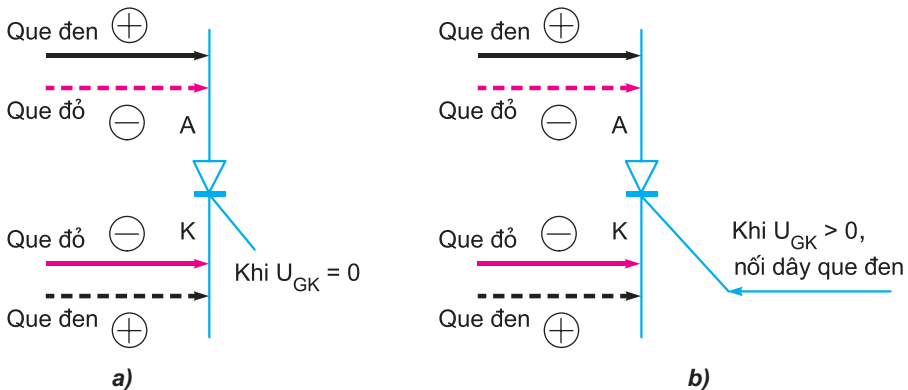 Que đen +
Que đỏ
−
A
K
Que đỏ −
Khi U_GK = 0
Que đen
+
a)
Que đen +
Que đỏ
−
A
K
Que đỏ −
Khi U_GK > 0,
nối dây que đen
Que đen
+
b)